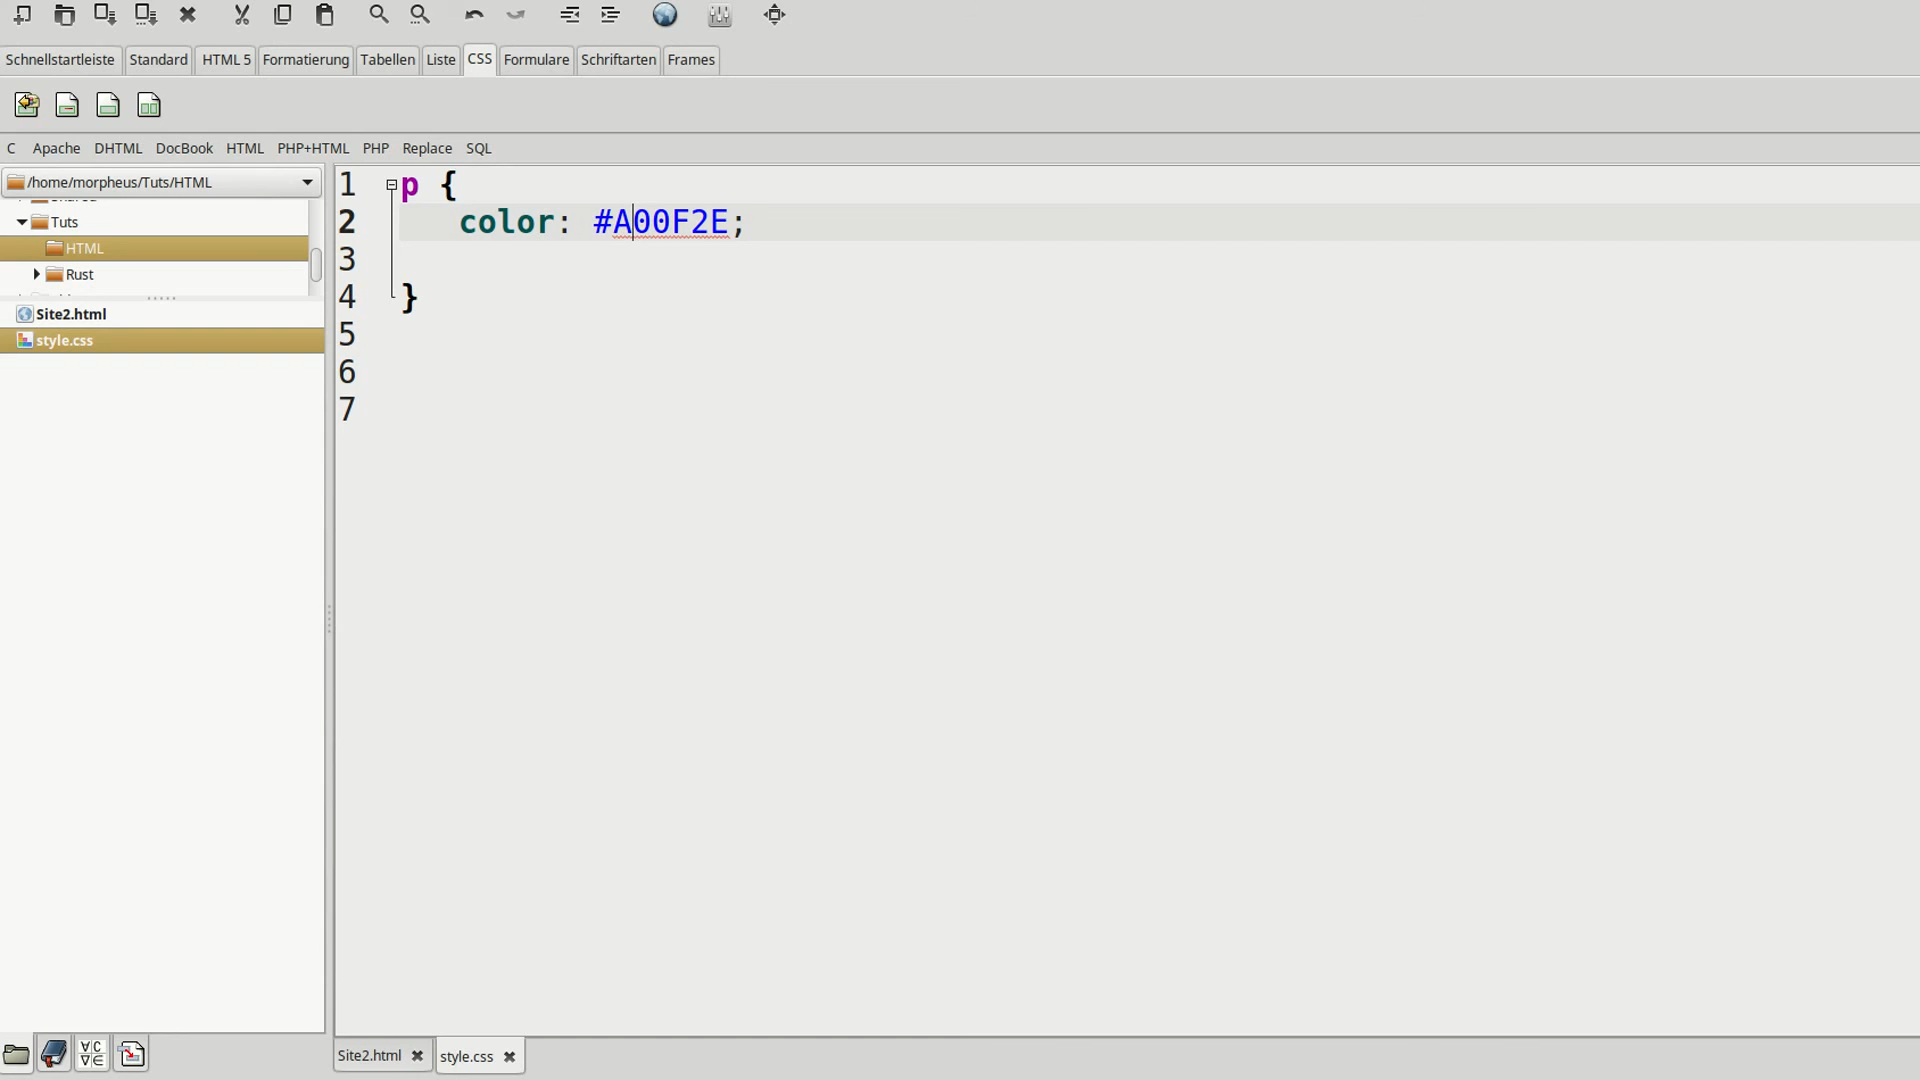 Schnellstartleiste Standard HTML 5 Formatierung Tabellen Liste CSS Formulare Schriftarten Frames
C Apache DHTML DocBook HTML PHP+HTML PHP Replace SQL
/home/morpheus/Tuts/HTML
Tuts
HTML
Rust
Site2.html
style.css
1 p {
2 color: #A00F2E;
3
4 }
5
6
7
Site2.html style.css